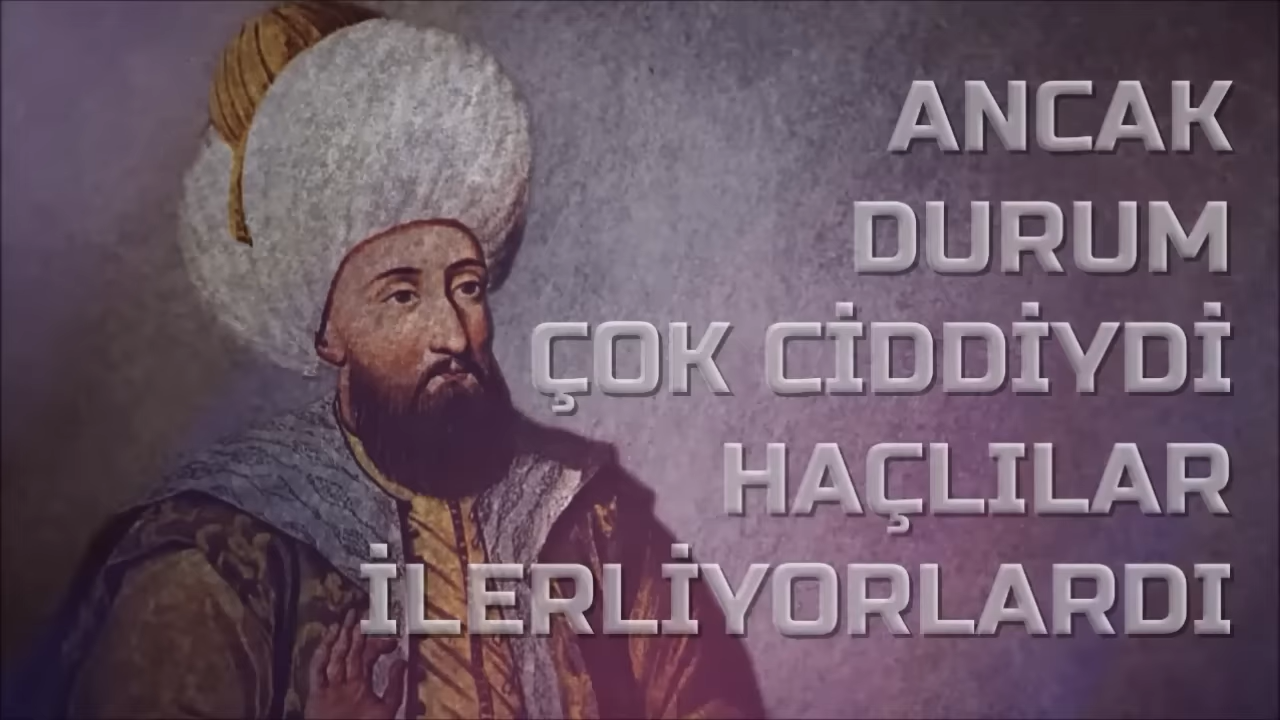 ANCAK
DURUM
ÇOK CİDDİYDİ
HAÇLILAR
İLERLİYORLARDI